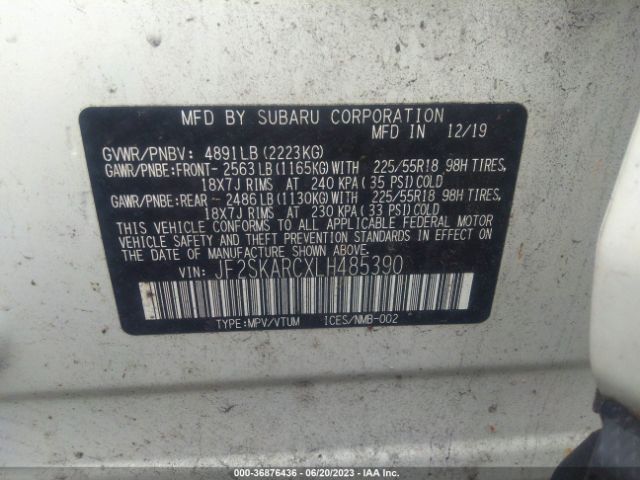 MFD BY SUBARU CORPORATION
MFD IN 12/19
GVWR/PNBV: 4891LB(2223KG)
GAWR/PNBE:FRONT- 2563LB(1165KG)WITH 225/55R18 98H TIRES,
18X7J RIMS AT 240 KPA( 35 PSI)COLD
GAWR/PNBE:REAR - 2486LB(1130KG)WITH 225/55R18 98H TIRES,
18X7J RIMS AT 230 KPA( 33 PSI)COLD
THIS VEHICLE CONFORMS TO ALL APPLICABLE FEDERAL MOTOR
VEHICLE SAFETY AND THEFT PREVENTION STANDARDS IN EFFECT ON
THE DATE OF MANUFACTURE SHOWN ABOVE.
VIN: JF2SKARCXLH485390
TYPE:MPV/VTUM ICES/NMB-002
000-36876436 - 06/20/2023 - IAA Inc.